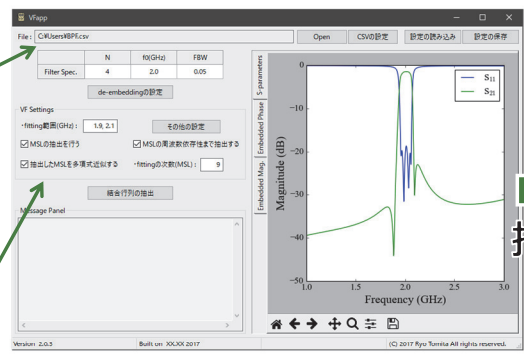 VFapp
File : C:¥Users¥BPF.csv
Open CSVの設定 設定の読み込み 設定の保存
N f0(GHz) FBW
Filter Spec. 4 2.0 0.05
de-embeddingの設定
VF Settings
・fitting範囲(GHz) : 1.9, 2.1 その他の設定
MSLの抽出を行う MSLの周波数依存性まで抽出する
抽出したMSLを多項式近似する ・fittingの次数(MSL) : 9
結合行列の抽出
Message Panel
S-parameters
Embedded Phase
Embedded Mag.
S11
S21
0
−10
−20
−30
−40
−50
Magnitude (dB)
1.0 1.5 2.0 2.5 3.0
Frequency (GHz)
Version 2.0.3 Built on XX.XX 2017 (C) 2017 Ryo Tomita All rights reserved.